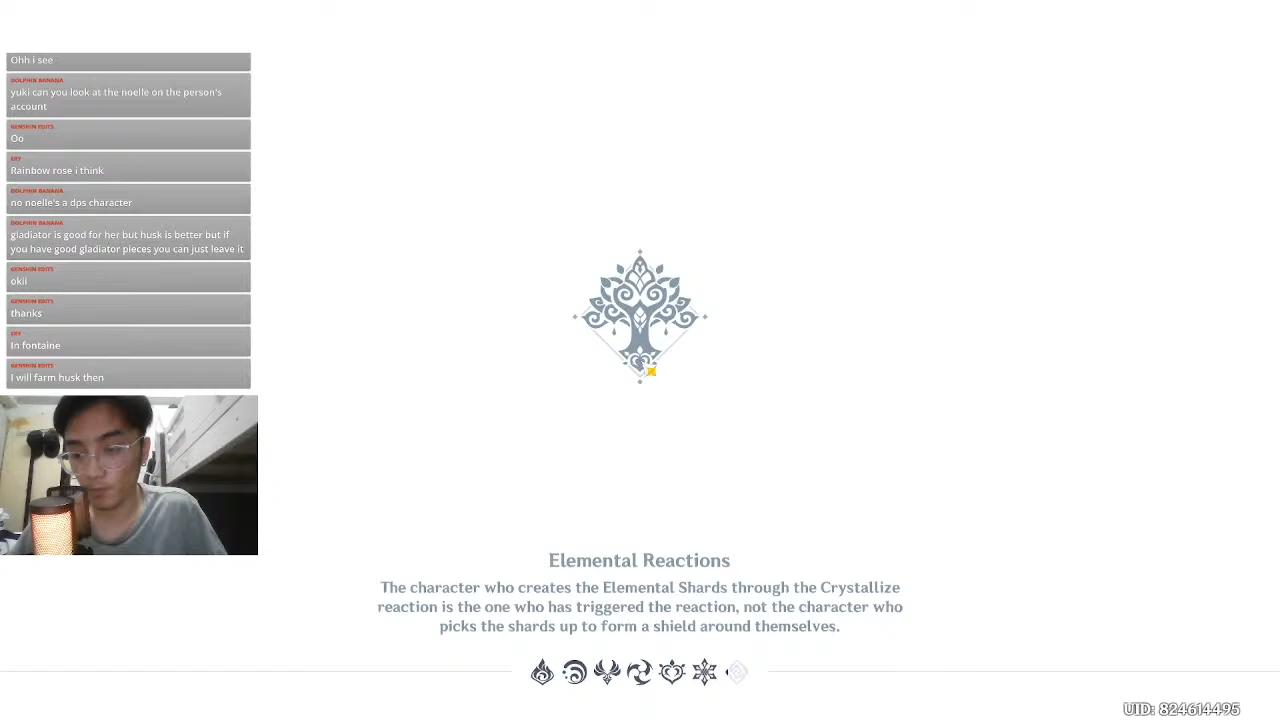 Ohh i see
DOLPHIN BANANA
yuki can you look at the noelle on the person's
account
GENSHIN EDITS
Oo
ERY
Rainbow rose i think
DOLPHIN BANANA
no noelle's a dps character
DOLPHIN BANANA
gladiator is good for her but husk is better but if
you have good gladiator pieces you can just leave it
GENSHIN EDITS
okii
GENSHIN EDITS
thanks
ERY
In fontaine
GENSHIN EDITS
I will farm husk then
Elemental Reactions
The character who creates the Elemental Shards through the Crystallize
reaction is the one who has triggered the reaction, not the character who
picks the shards up to form a shield around themselves.
UID: 824614495